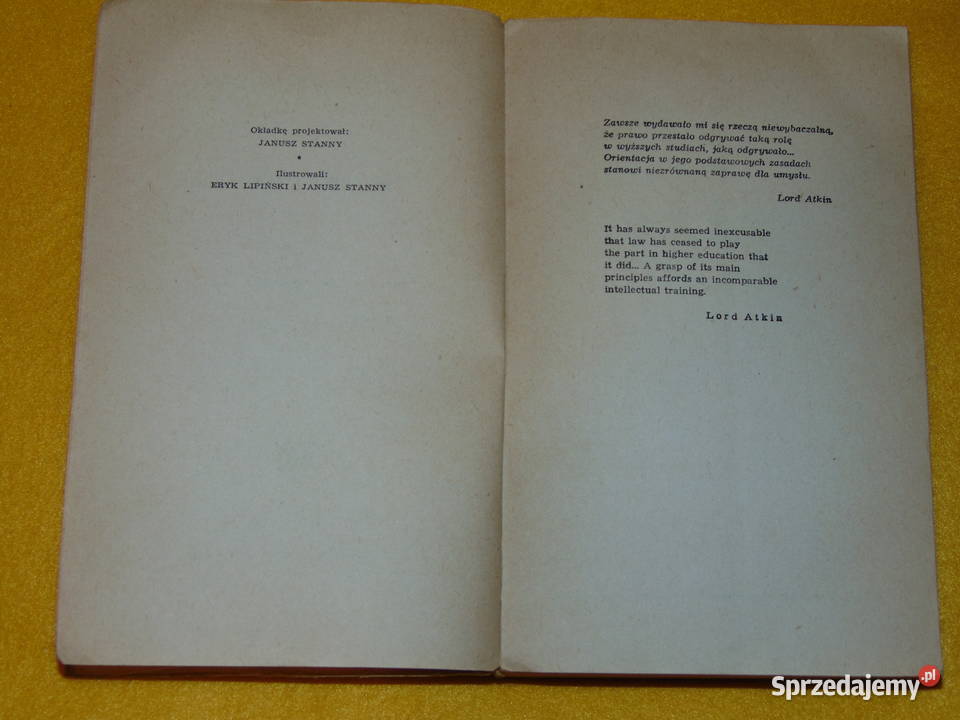 Okładkę projektował:
JANUSZ STANNY
*
Ilustrowali:
ERYK LIPIŃSKI i JANUSZ STANNY
Zawsze wydawało mi się rzeczą niewybaczalną,
że prawo przestało odgrywać taką rolę
w wyższych studiach, jaką odgrywało...
Orientacja w jego podstawowych zasadach
stanowi niezrównaną zaprawę dla umysłu.
Lord Atkin
It has always seemed inexcusable
that law has ceased to play
the part in higher education that
it did... A grasp of its main
principles affords an incomparable
intellectual training.
Lord Atkin
Sprzedajemy.pl